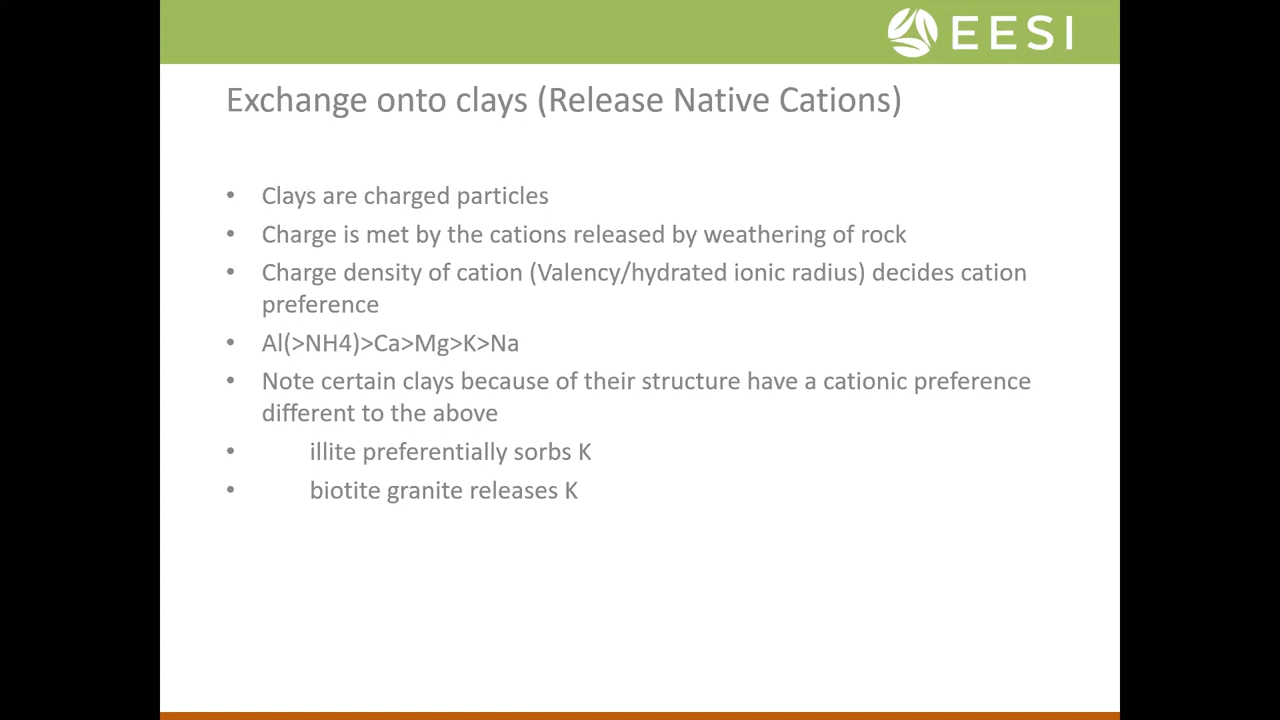 EESI
Exchange onto clays (Release Native Cations)
• Clays are charged particles
• Charge is met by the cations released by weathering of rock
• Charge density of cation (Valency/hydrated ionic radius) decides cation
preference
• Al(>NH4)>Ca>Mg>K>Na
• Note certain clays because of their structure have a cationic preference
different to the above
• illite preferentially sorbs K
• biotite granite releases K